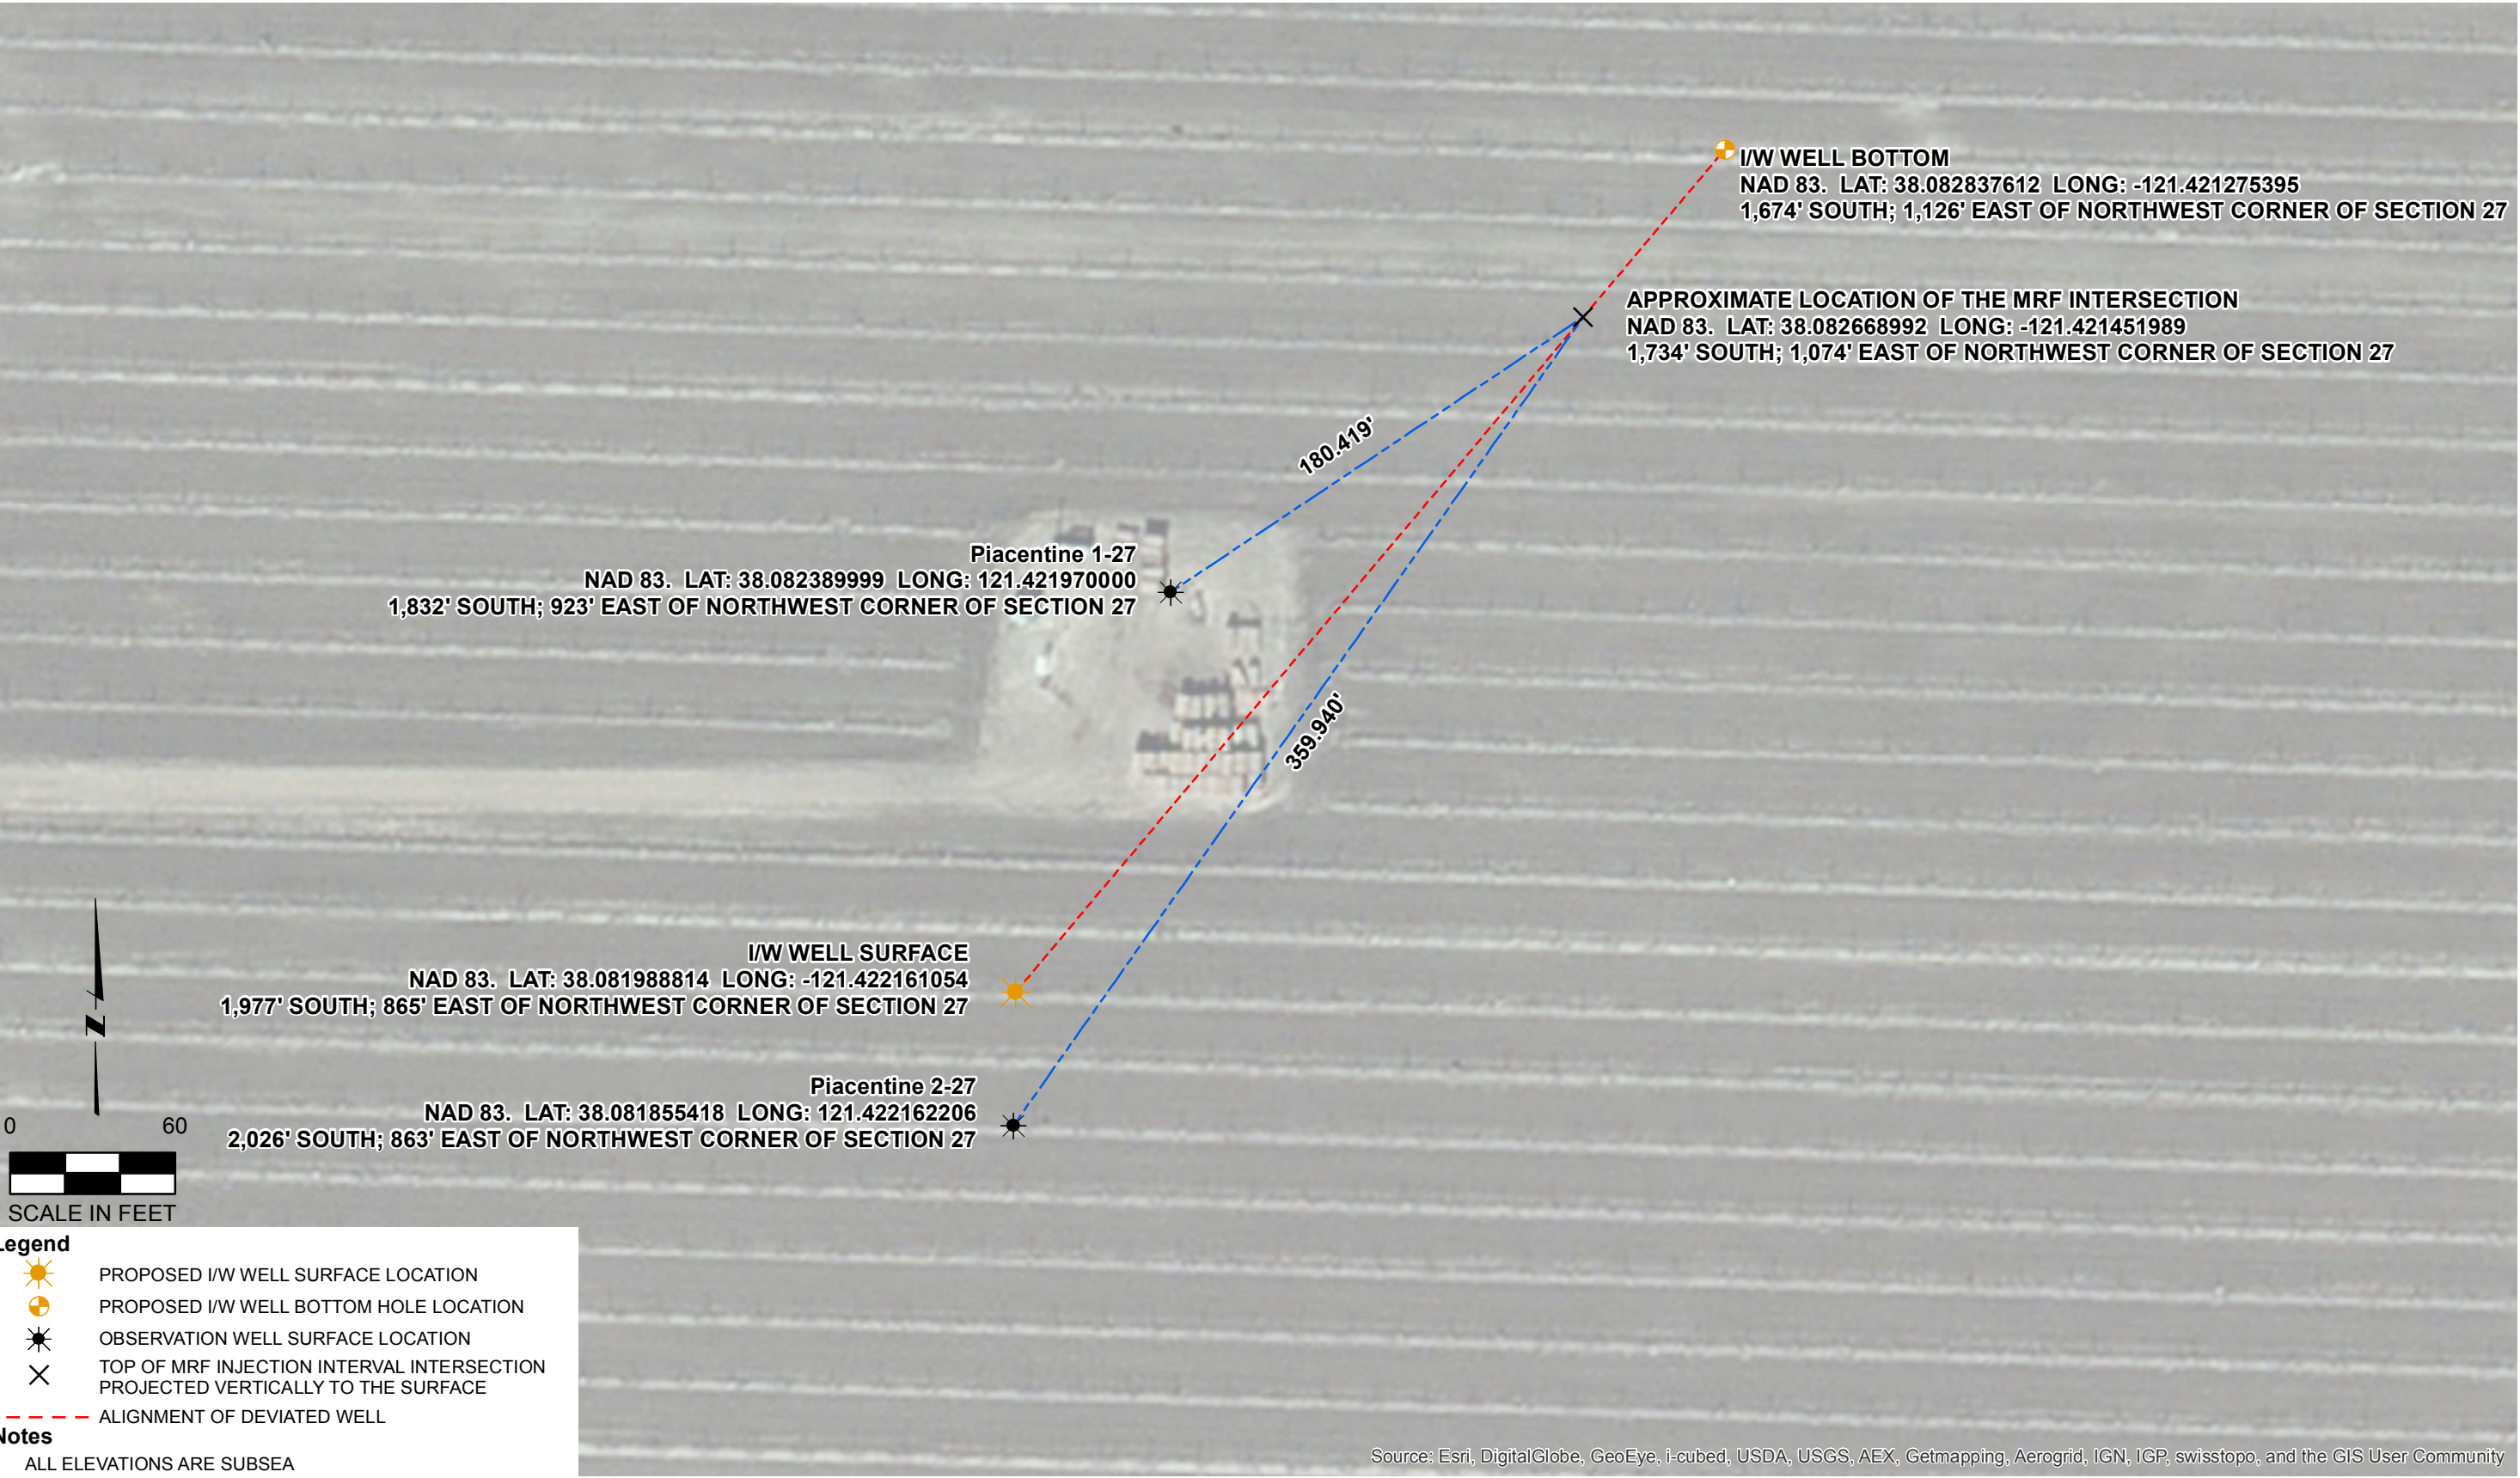 I/W WELL BOTTOM
NAD 83.  LAT: 38.082837612  LONG: -121.421275395
1,674' SOUTH; 1,126' EAST OF NORTHWEST CORNER OF SECTION 27
APPROXIMATE LOCATION OF THE MRF INTERSECTION
NAD 83.  LAT: 38.082668992  LONG: -121.421451989
1,734' SOUTH; 1,074' EAST OF NORTHWEST CORNER OF SECTION 27
180.419'
Piacentine 1-27
NAD 83.  LAT: 38.082389999  LONG: 121.421970000
1,832' SOUTH; 923' EAST OF NORTHWEST CORNER OF SECTION 27
359.940'
I/W WELL SURFACE
NAD 83.  LAT: 38.081988814  LONG: -121.422161054
1,977' SOUTH; 865' EAST OF NORTHWEST CORNER OF SECTION 27
Piacentine 2-27
NAD 83.  LAT: 38.081855418  LONG: 121.422162206
2,026' SOUTH; 863' EAST OF NORTHWEST CORNER OF SECTION 27
N
0 60
SCALE IN FEET
Legend
PROPOSED I/W WELL SURFACE LOCATION
PROPOSED I/W WELL BOTTOM HOLE LOCATION
OBSERVATION WELL SURFACE LOCATION
TOP OF MRF INJECTION INTERVAL INTERSECTION
PROJECTED VERTICALLY TO THE SURFACE
ALIGNMENT OF DEVIATED WELL
Notes
ALL ELEVATIONS ARE SUBSEA
Source: Esri, DigitalGlobe, GeoEye, i-cubed, USDA, USGS, AEX, Getmapping, Aerogrid, IGN, IGP, swisstopo, and the GIS User Community